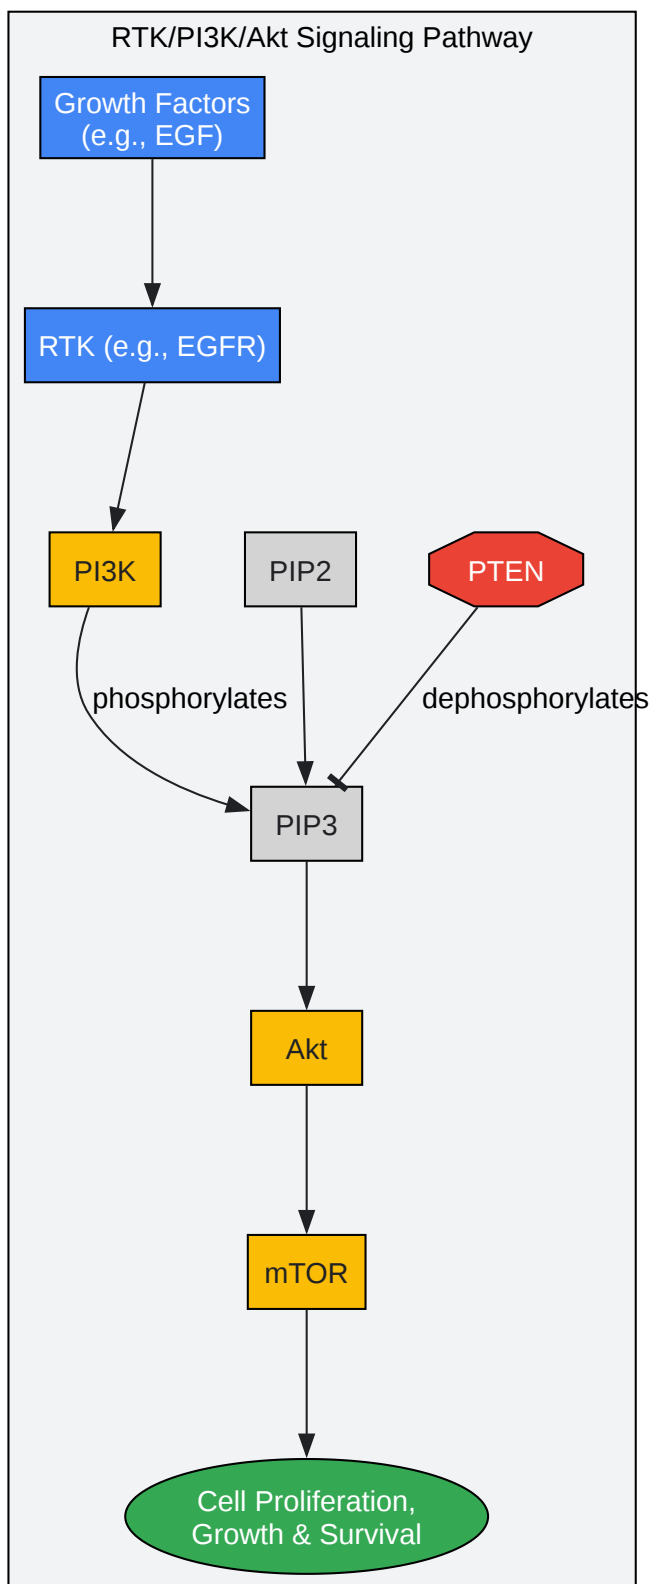 RTK/PI3K/Akt Signaling Pathway
Growth Factors
(e.g., EGF)
RTK (e.g., EGFR)
PI3K
PIP2
PTEN
phosphorylates
dephosphorylates
PIP3
Akt
mTOR
Cell Proliferation,
Growth & Survival